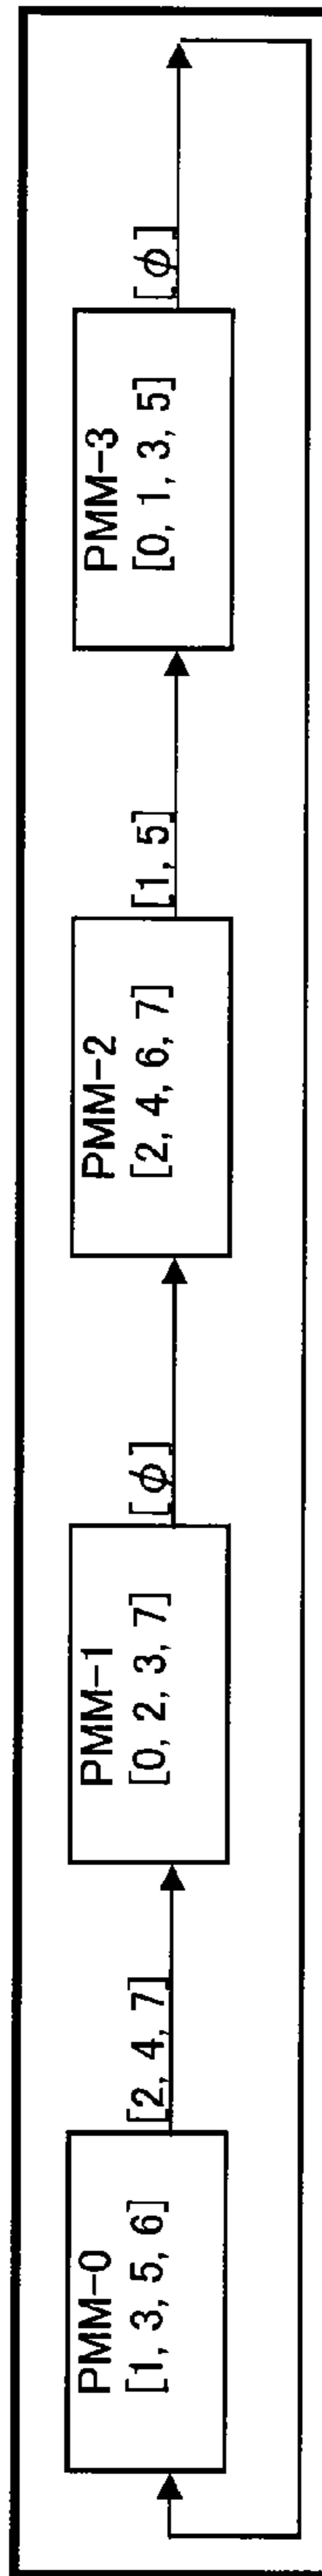 PMM-0
[1, 3, 5, 6]
[2, 4, 7]
PMM-1
[0, 2, 3, 7]
[ϕ]
PMM-2
[2, 4, 6, 7]
[1, 5]
PMM-3
[0, 1, 3, 5]
[ϕ]